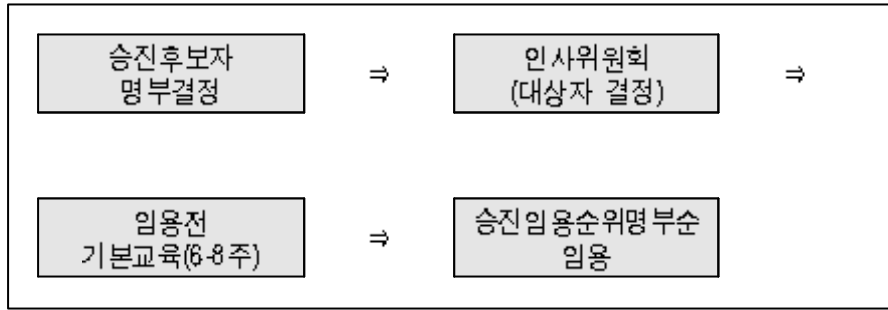 승진후보자
명부결정
⇒
인사위원회
(대상자 결정)
⇒
임용전
기본교육(6-8주)
⇒
승진임용순위명부순
임용